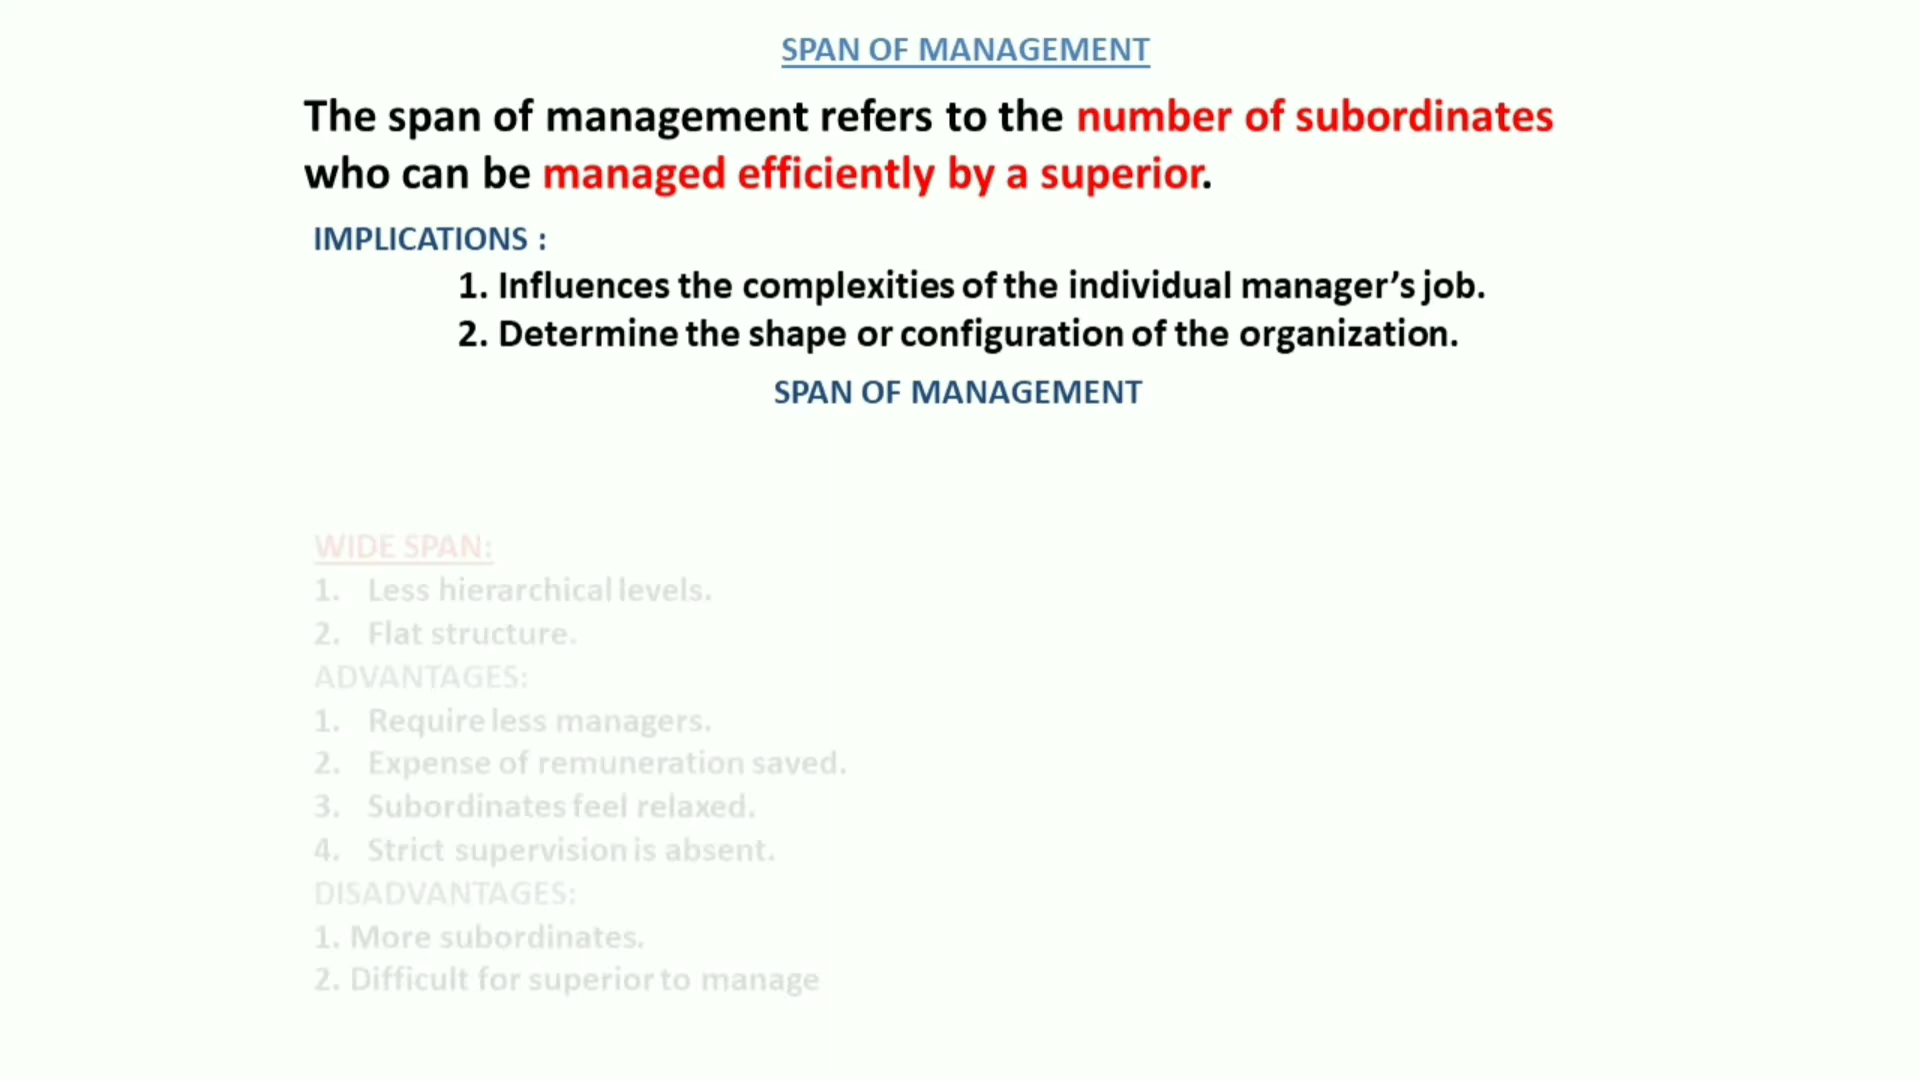 SPAN OF MANAGEMENT
The span of management refers to the number of subordinates
who can be managed efficiently by a superior.
IMPLICATIONS :
1. Influences the complexities of the individual manager’s job.
2. Determine the shape or configuration of the organization.
SPAN OF MANAGEMENT
WIDE SPAN:
1. Less hierarchical levels.
2. Flat structure.
ADVANTAGES:
1. Require less managers.
2. Expense of remuneration saved.
3. Subordinates feel relaxed.
4. Strict supervision is absent.
DISADVANTAGES:
1. More subordinates.
2. Difficult for superior to manage